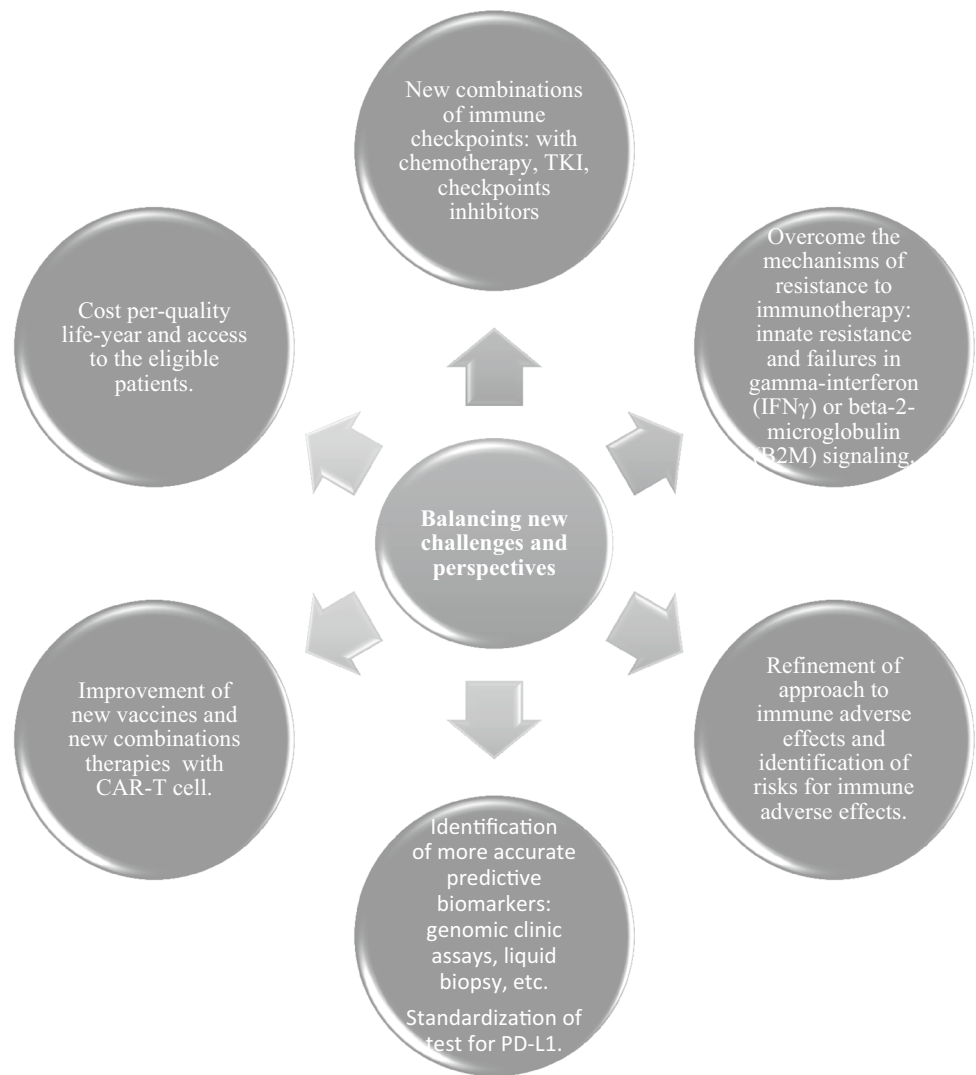 New combinations
of immune
checkpoints: with
chemotherapy, TKI,
checkpoints
inhibitors
Overcome the
mechanisms of
resistance to
immunotherapy:
innate resistance
and failures in
gamma-interferon
(IFNγ) or beta-2-
microglobulin
(B2M) signaling.
Refinement of
approach to
immune adverse
effects and
identification of
risks for immune
adverse effects.
Identification
of more accurate
predictive
biomarkers:
genomic clinic
assays, liquid
biopsy, etc.
Standardization of
test for PD-L1.
Improvement of
new vaccines and
new combinations
therapies with
CAR-T cell.
Cost per-quality
life-year and access
to the eligible
patients.
Balancing new
challenges and
perspectives